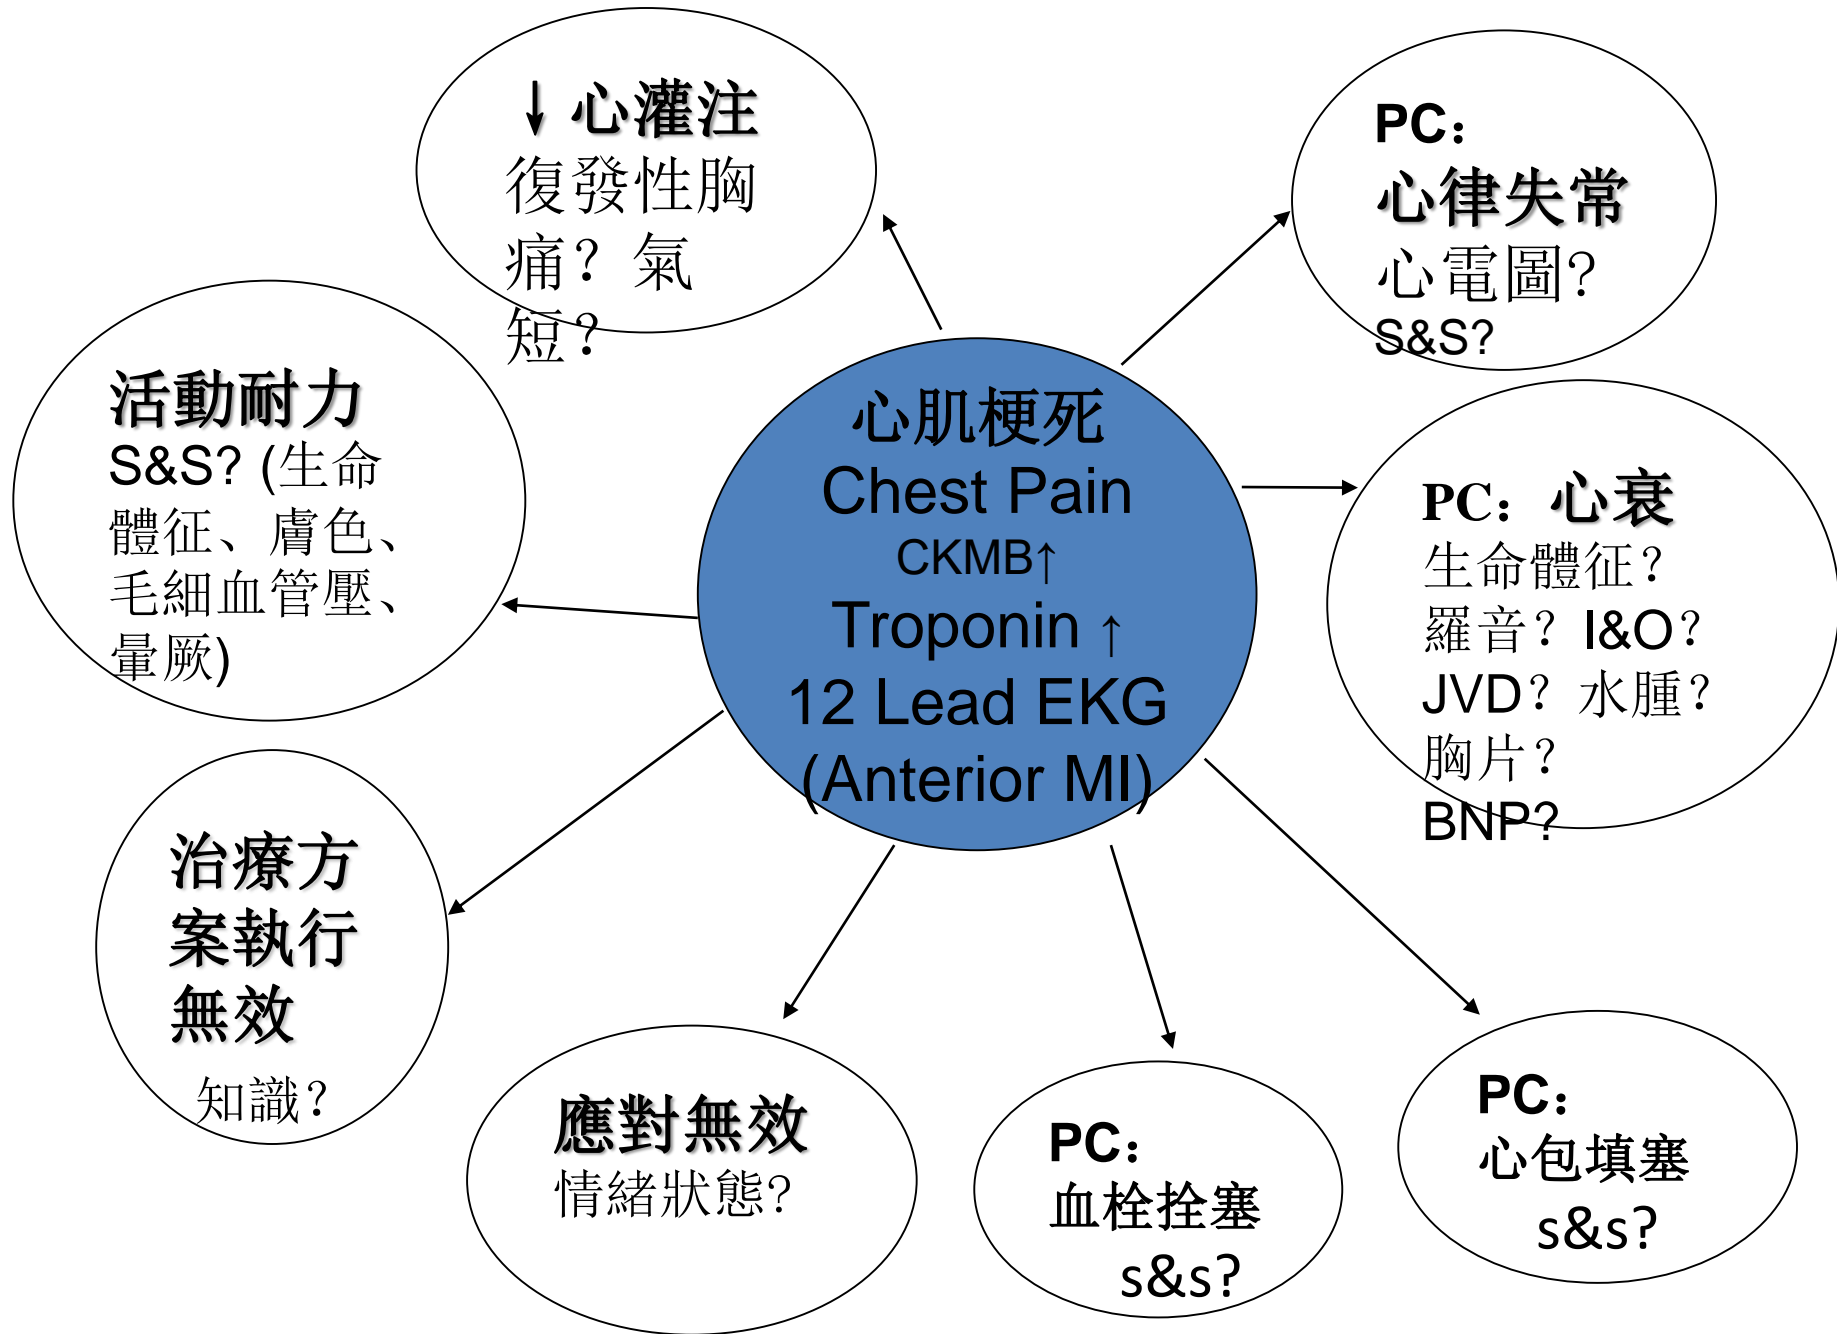 ↓心灌注
復發性胸
痛？氣
短？
PC：
心律失常
心電圖？
S&S?
活動耐力
S&S? (生命
體征、膚色、
毛細血管壓、
暈厥)
心肌梗死
Chest Pain
CKMB↑
Troponin ↑
12 Lead EKG
(Anterior MI)
PC：心衰
生命體征？
羅音？I&O？
JVD？水腫？
胸片？
BNP?
治療方
案執行
無效
知識？
應對無效
情緒狀態？
PC：
血栓拴塞
s&s?
PC：
心包填塞
s&s?